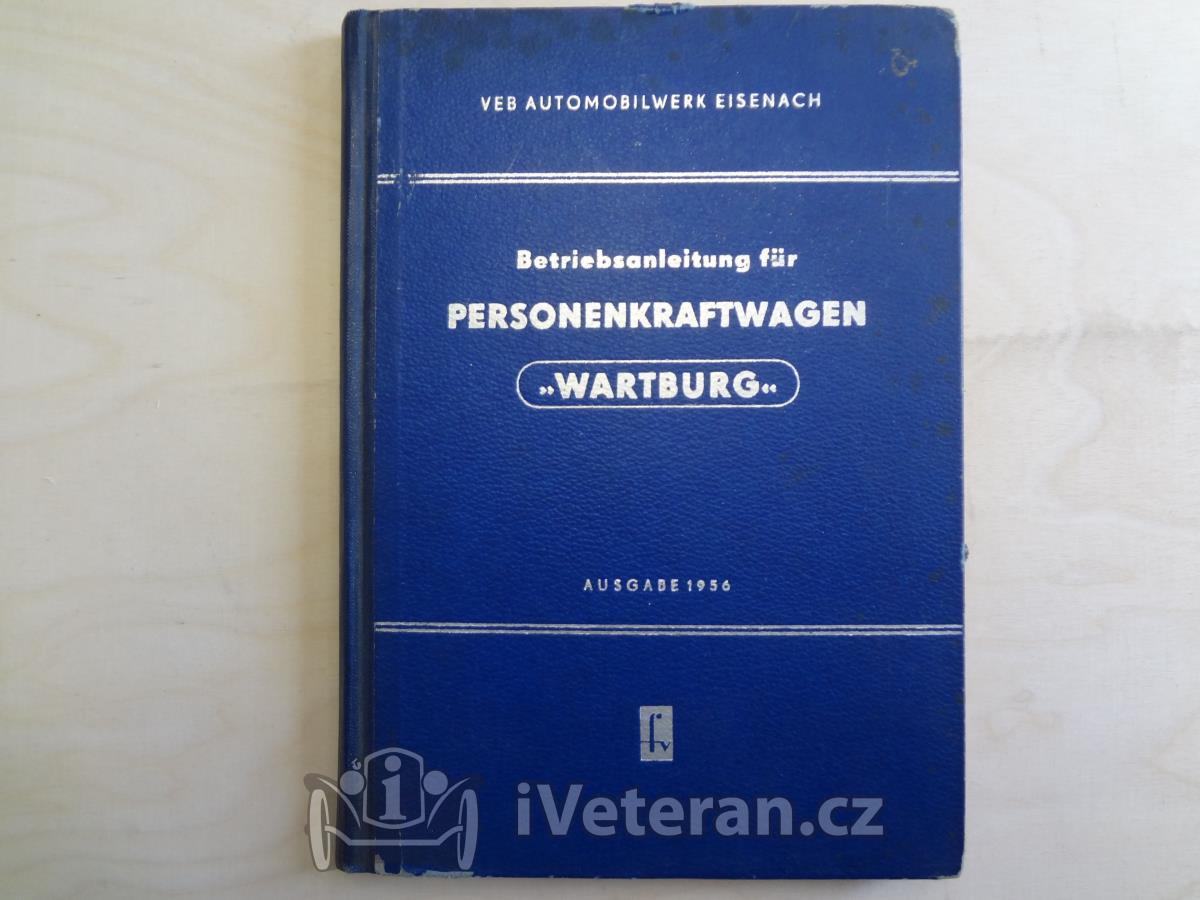 VEB AUTOMOBILWERK EISENACH
Betriebsanleitung für
PERSONENKRAFTWAGEN
»WARTBURG«
AUSGABE 1956
fv
i
iVeteran.cz